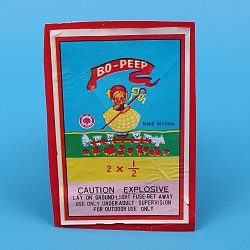 BO-PEEP
MADE IN CHINA
2 × 1/2
CAUTION EXPLOSIVE
LAY ON GROUND-LIGHT FUSE-GET AWAY
USE ONLY UNDER ADULT SUPERVISION
FOR OUTDOOR USE ONLY